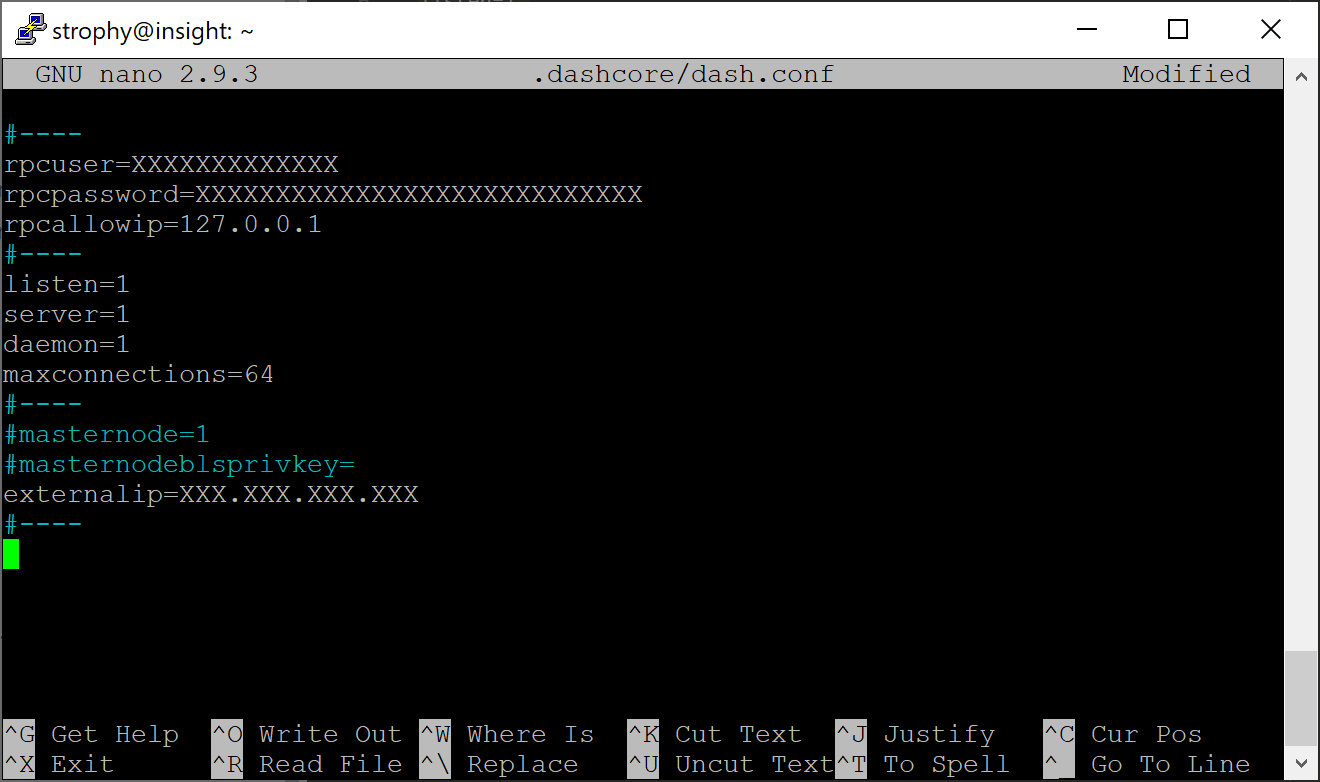 strophy@insight: ~
GNU nano 2.9.3 .dashcore/dash.conf Modified
#----
rpcuser=XXXXXXXXXXXXX
rpcpassword=XXXXXXXXXXXXXXXXXXXXXXXXXXXX
rpcallowip=127.0.0.1
#----
listen=1
server=1
daemon=1
maxconnections=64
#----
#masternode=1
#masternodeblsprivkey=
externalip=XXX.XXX.XXX.XXX
#----
^G Get Help ^O Write Out ^W Where Is ^K Cut Text ^J Justify ^C Cur Pos
^X Exit ^R Read File ^\ Replace ^U Uncut Text ^T To Spell ^_ Go To Line